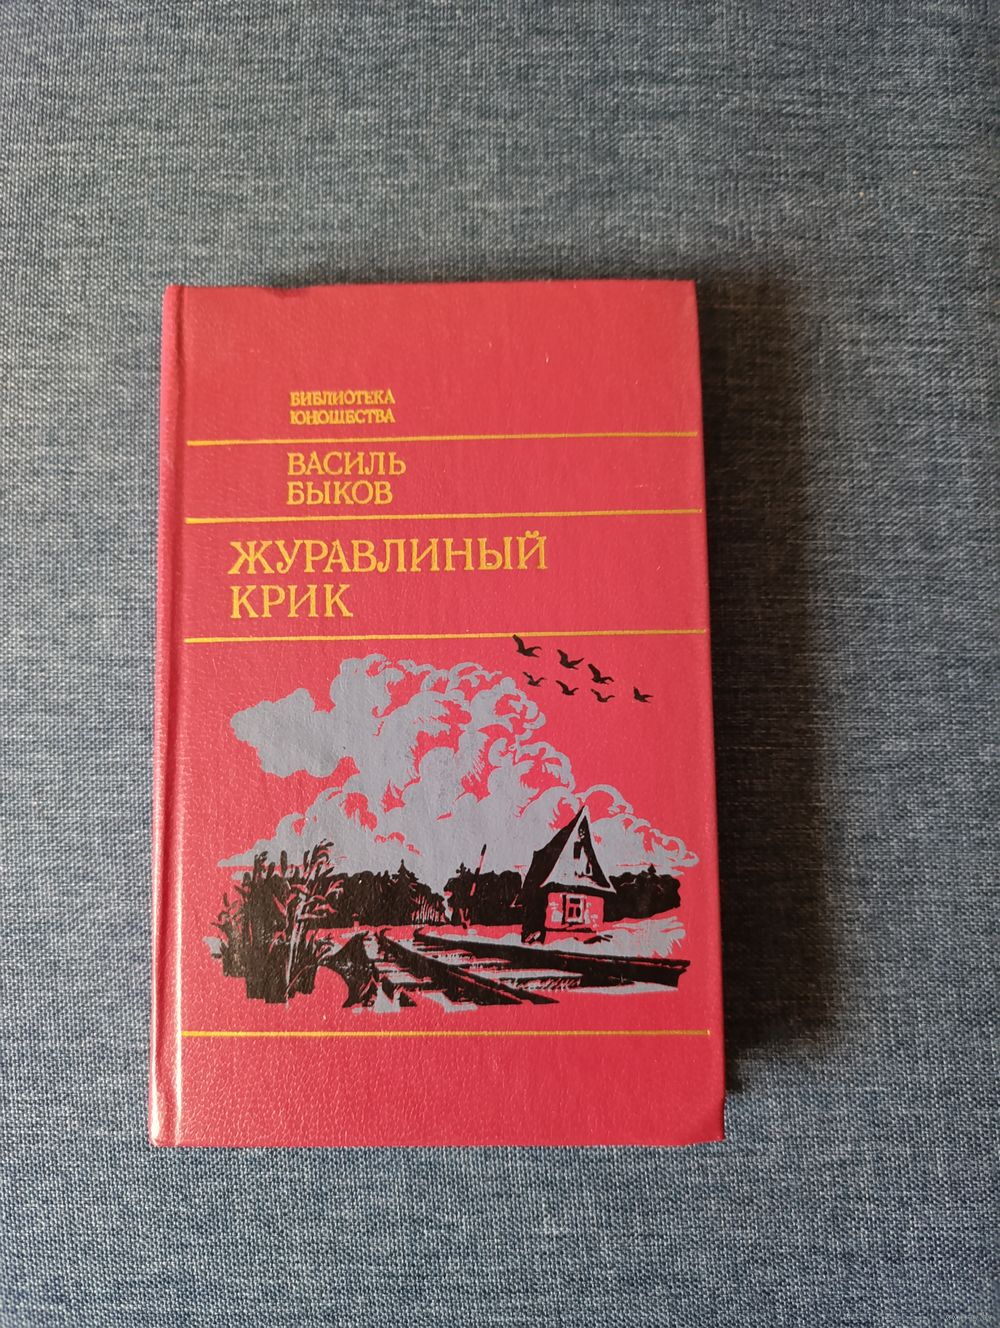 БИБЛИОТЕКА
ЮНОШЕСТВА
ВАСИЛЬ
БЫКОВ
ЖУРАВЛИНЫЙ
КРИК